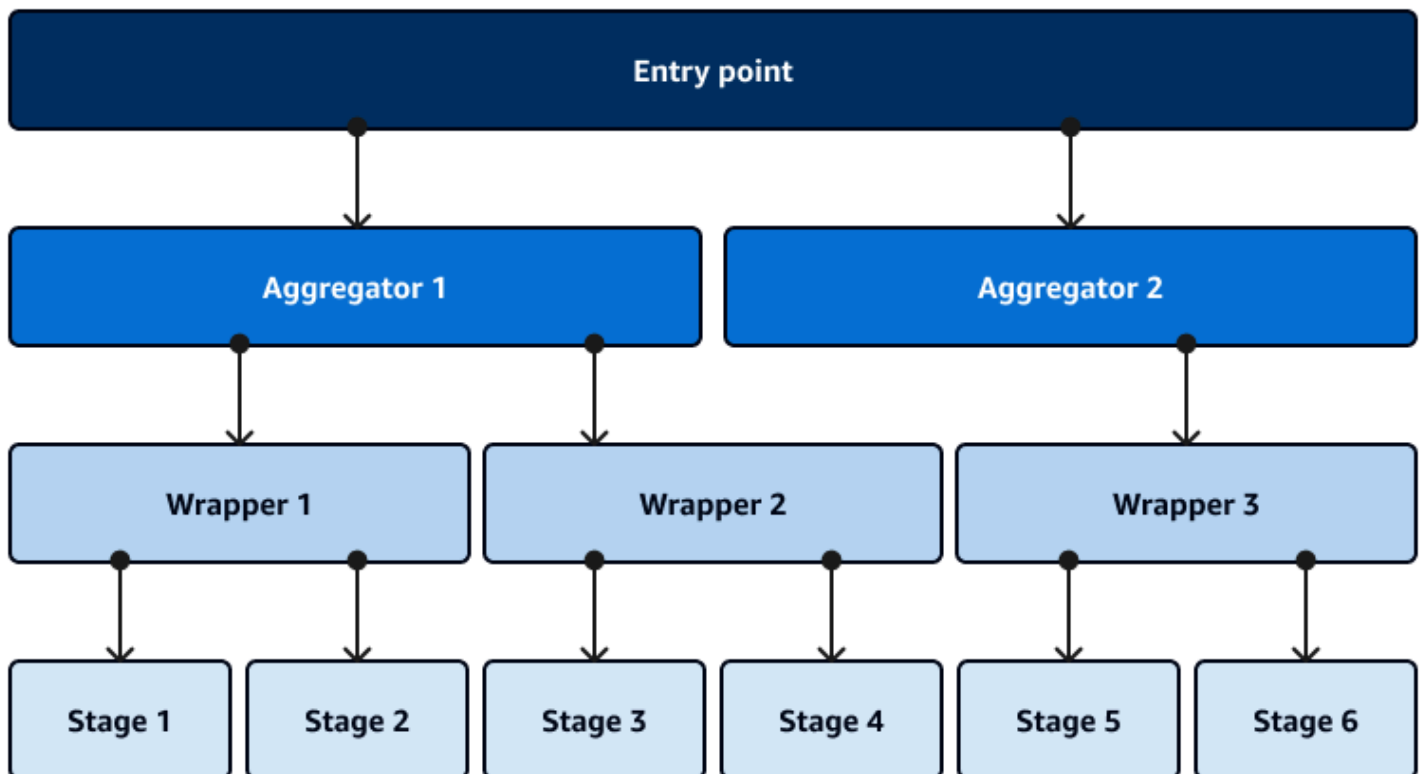 Entry point
Aggregator 1
Aggregator 2
Wrapper 1
Wrapper 2
Wrapper 3
Stage 1
Stage 2
Stage 3
Stage 4
Stage 5
Stage 6